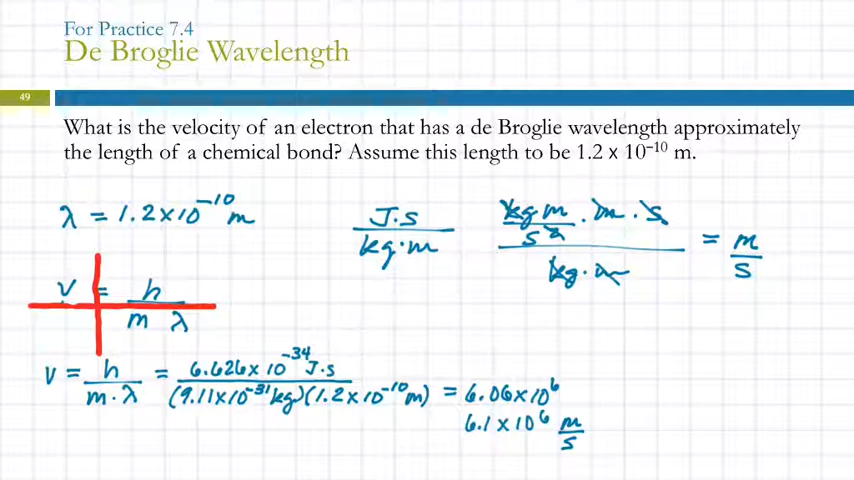 For Practice 7.4
De Broglie Wavelength
49
What is the velocity of an electron that has a de Broglie wavelength approximately
the length of a chemical bond? Assume this length to be 1.2 x 10⁻¹⁰ m.
λ = 1.2 x 10⁻¹⁰ m
J·s / kg·m
(kg m / s² · m · s) / (kg · m) = m / s
v = h / m λ
v = h / m · λ = 6.626 x 10⁻³⁴ J·s / (9.11 x 10⁻³¹ kg)(1.2 x 10⁻¹⁰ m) = 6.06 x 10⁶
6.1 x 10⁶ m / s